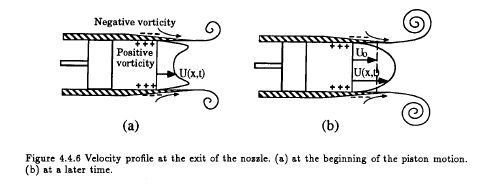 Negative vorticity
+++
Positive
vorticity
U(x,t)
+++
(a)
+++
U₀
U(x,t)
+++
(b)
Figure 4.4.6 Velocity profile at the exit of the nozzle. (a) at the beginning of the piston motion.
(b) at a later time.